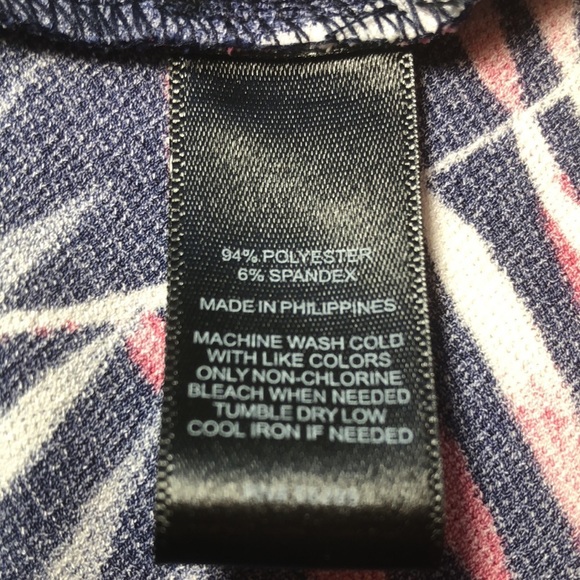 94% POLYESTER
6% SPANDEX
MADE IN PHILIPPINES
MACHINE WASH COLD
WITH LIKE COLORS
ONLY NON-CHLORINE
BLEACH WHEN NEEDED
TUMBLE DRY LOW
COOL IRON IF NEEDED